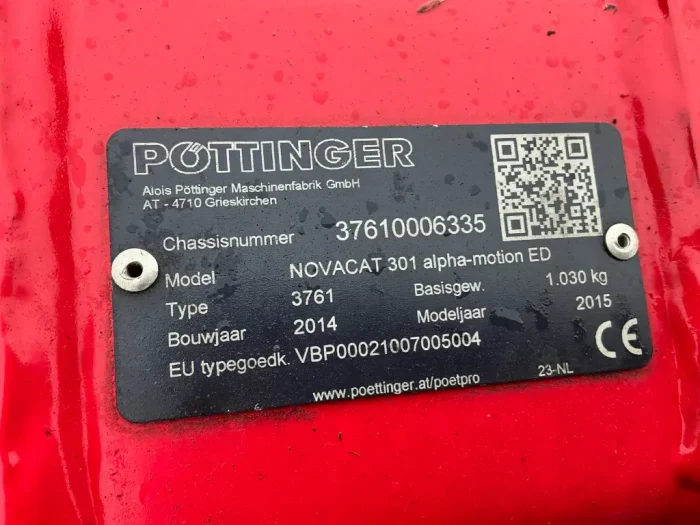 PÖTTINGER
Alois Pöttinger Maschinenfabrik GmbH
AT - 4710 Grieskirchen
Chassisnummer 37610006335
Model NOVACAT 301 alpha-motion ED
Type 3761 Basisgew. 1.030 kg
Bouwjaar 2014 Modeljaar 2015
EU typegoedk. VBP00021007005004
CE
www.poettinger.at/poetpro 23-NL